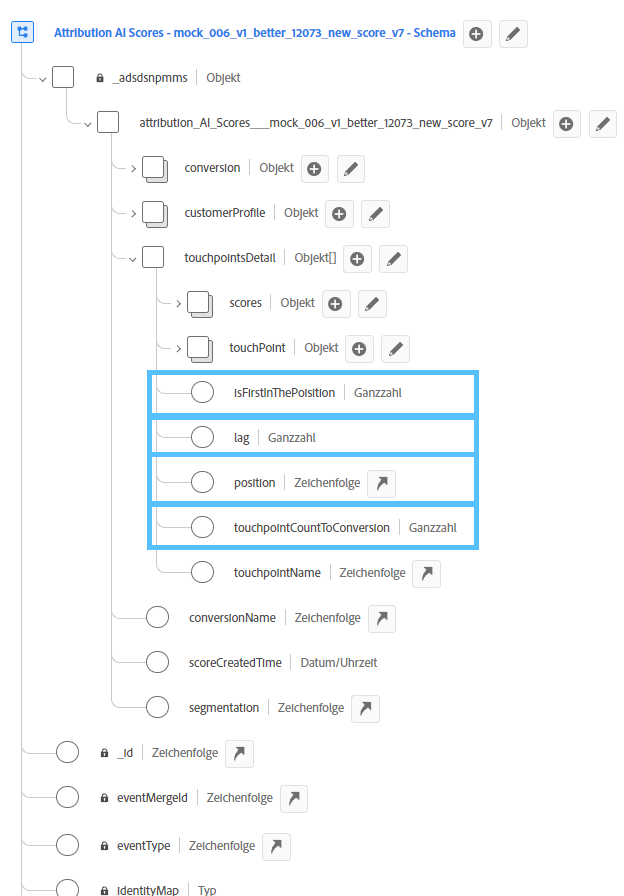 Attribution AI Scores - mock_006_v1_better_12073_new_score_v7 - Schema
_adsdsnpmms Objekt
attribution_AI_Scores___mock_006_v1_better_12073_new_score_v7 Objekt
conversion Objekt
customerProfile Objekt
touchpointsDetail Objekt[]
scores Objekt
touchPoint Objekt
isFirstInThePoisition Ganzzahl
lag Ganzzahl
position Zeichenfolge
touchpointCountToConversion Ganzzahl
touchpointName Zeichenfolge
conversionName Zeichenfolge
scoreCreatedTime Datum/Uhrzeit
segmentation Zeichenfolge
_id Zeichenfolge
eventMergeId Zeichenfolge
eventType Zeichenfolge
identityMap Typ